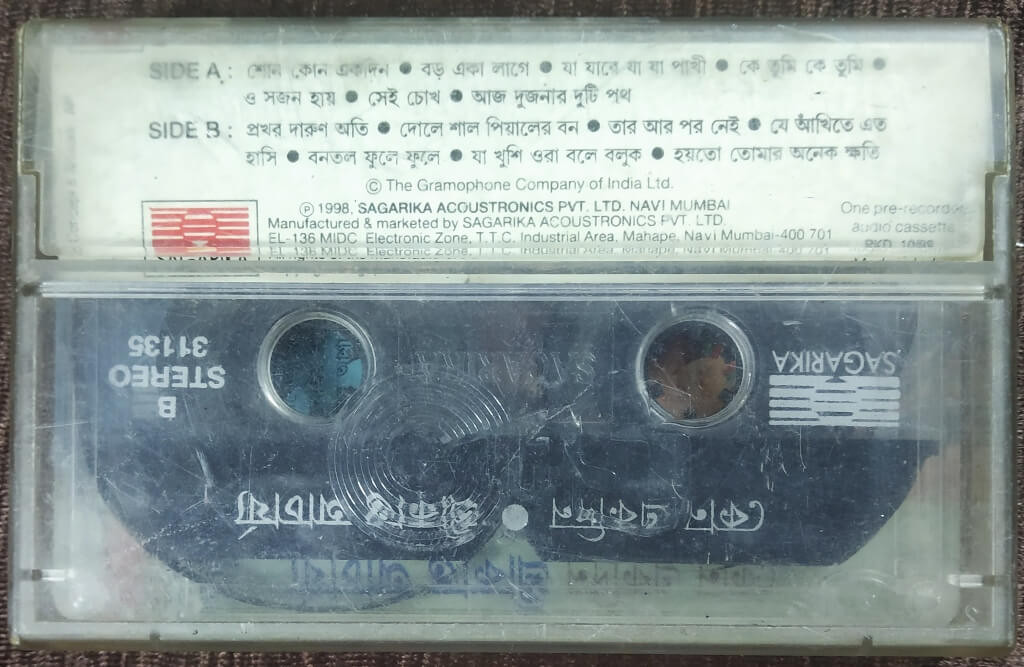 SIDE A : শোন কোন একদিন ● বড় একা লাগে ● যা যারে যা যা পাখী ● কে তুমি কে তুমি ●
ও সজন হায় ● সেই চোখ ● আজ দুজনার দুটি পথ
SIDE B : প্রখর দারুণ অতি ● দোলে শাল পিয়ালের বন ● তার আর পর নেই ● যে আঁখিতে এত
হাসি ● বনতল ফুলে ফুলে ● যা খুশি ওরা বলে বলুক ● হয়তো তোমার অনেক ক্ষতি
© The Gramophone Company of India Ltd.
℗ 1998, SAGARIKA ACOUSTRONICS PVT. LTD. NAVI MUMBAI
Manufactured & marketed by SAGARIKA ACOUSTRONICS PVT. LTD.
EL-136 MIDC Electronic Zone, T.T.C. Industrial Area, Mahape, Navi Mumbai-400 701
One pre-recorded
audio cassette
SAGARIKA
B
STEREO
31135
কোন একদিন ● শ্রীকান্ত আচার্য্য